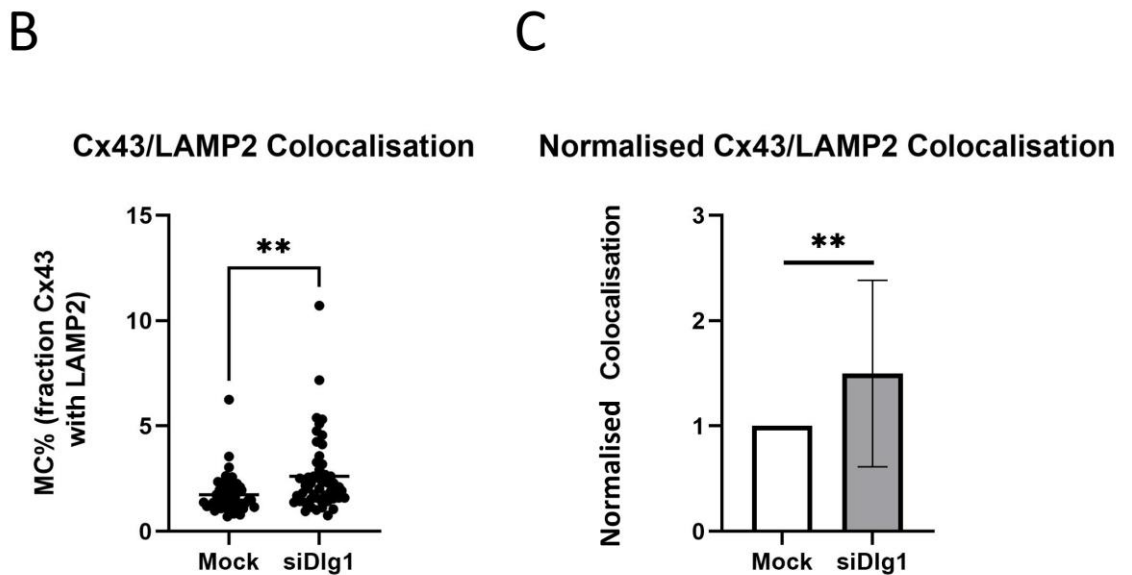 B
Cx43/LAMP2 Colocalisation
MC% (fraction Cx43
with LAMP2)
15
10
5
0
**
Mock
siDlg1
C
Normalised Cx43/LAMP2 Colocalisation
Normalised Colocalisation
3
2
1
0
**
Mock
siDlg1